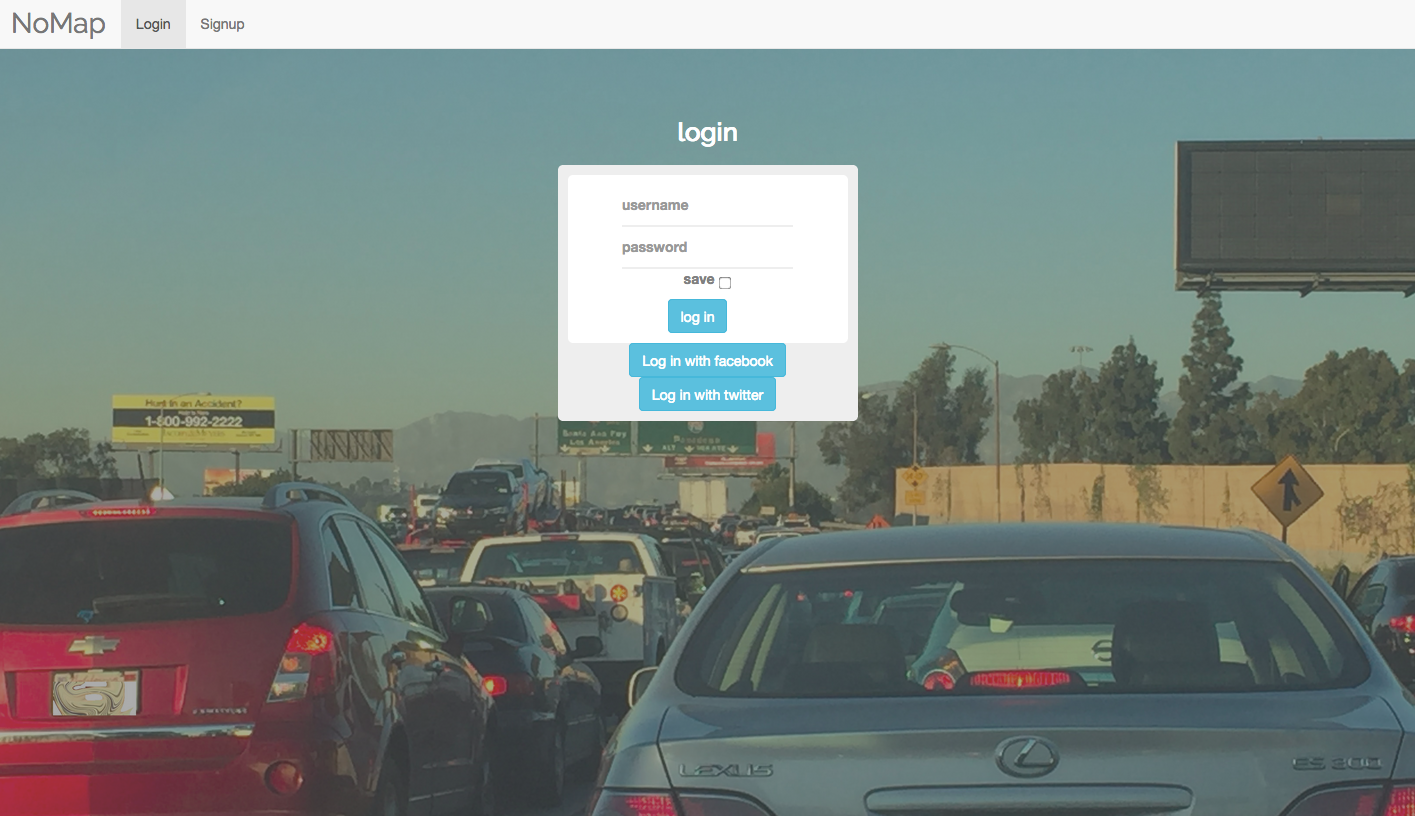 NoMap Login Signup
login
username
password
save
log in
Log in with facebook
Log in with twitter
Hurt in an Accident?
1-800-992-2222
Santa Ana Fwy
Los Angeles
ALT
LEXUS
ES 300